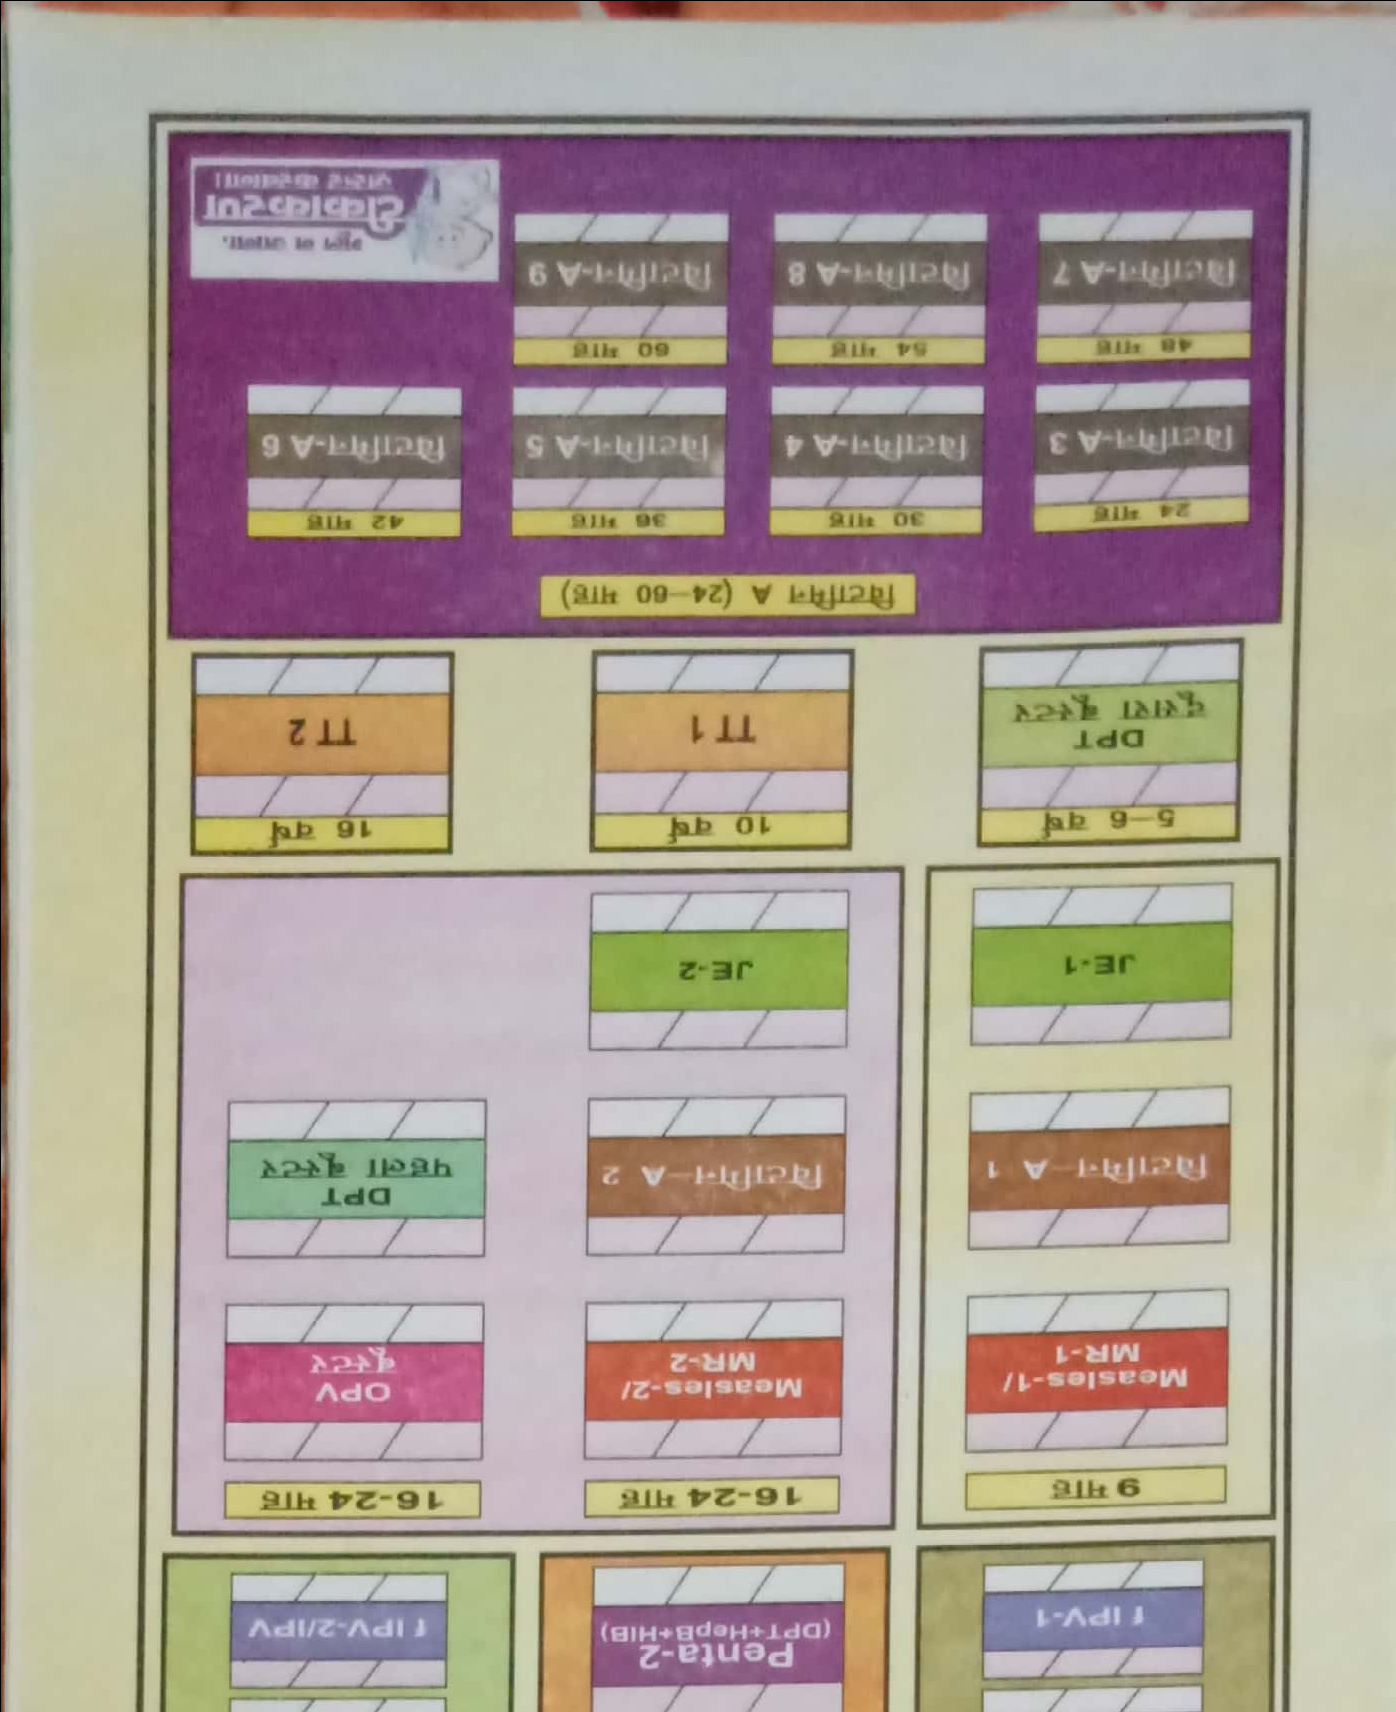 f IPV-1
Penta-2
(DPT+HepB+HIB)
f IPV-2/IPV
9 माह
16-24 माह
16-24 माह
Measles-1/
MR-1
Measles-2/
MR-2
OPV
बूस्टर
विटामिन–A 1
विटामिन–A 2
DPT
पहला बूस्टर
JE-1
JE-2
5–6 वर्ष
DPT
दूसरा बूस्टर
10 वर्ष
TT 1
16 वर्ष
TT 2
विटामिन A (24–60 माह)
24 माह
विटामिन-A 3
30 माह
विटामिन-A 4
36 माह
विटामिन-A 5
42 माह
विटामिन-A 6
48 माह
विटामिन-A 7
54 माह
विटामिन-A 8
60 माह
विटामिन-A 9
भूल न जाना,
टीकाकरण
जरूर करवाना।